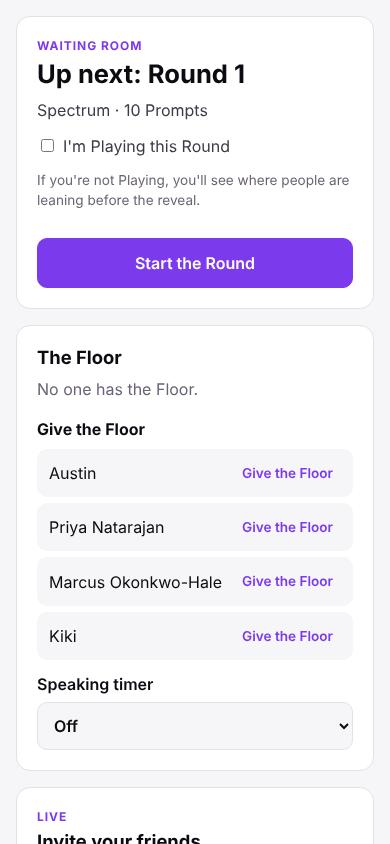 WAITING ROOM
Up next: Round 1
Spectrum · 10 Prompts
I'm Playing this Round
If you're not Playing, you'll see where people are
leaning before the reveal.
Start the Round
The Floor
No one has the Floor.
Give the Floor
Austin Give the Floor
Priya Natarajan Give the Floor
Marcus Okonkwo-Hale Give the Floor
Kiki Give the Floor
Speaking timer
Off
LIVE
Invite your friends